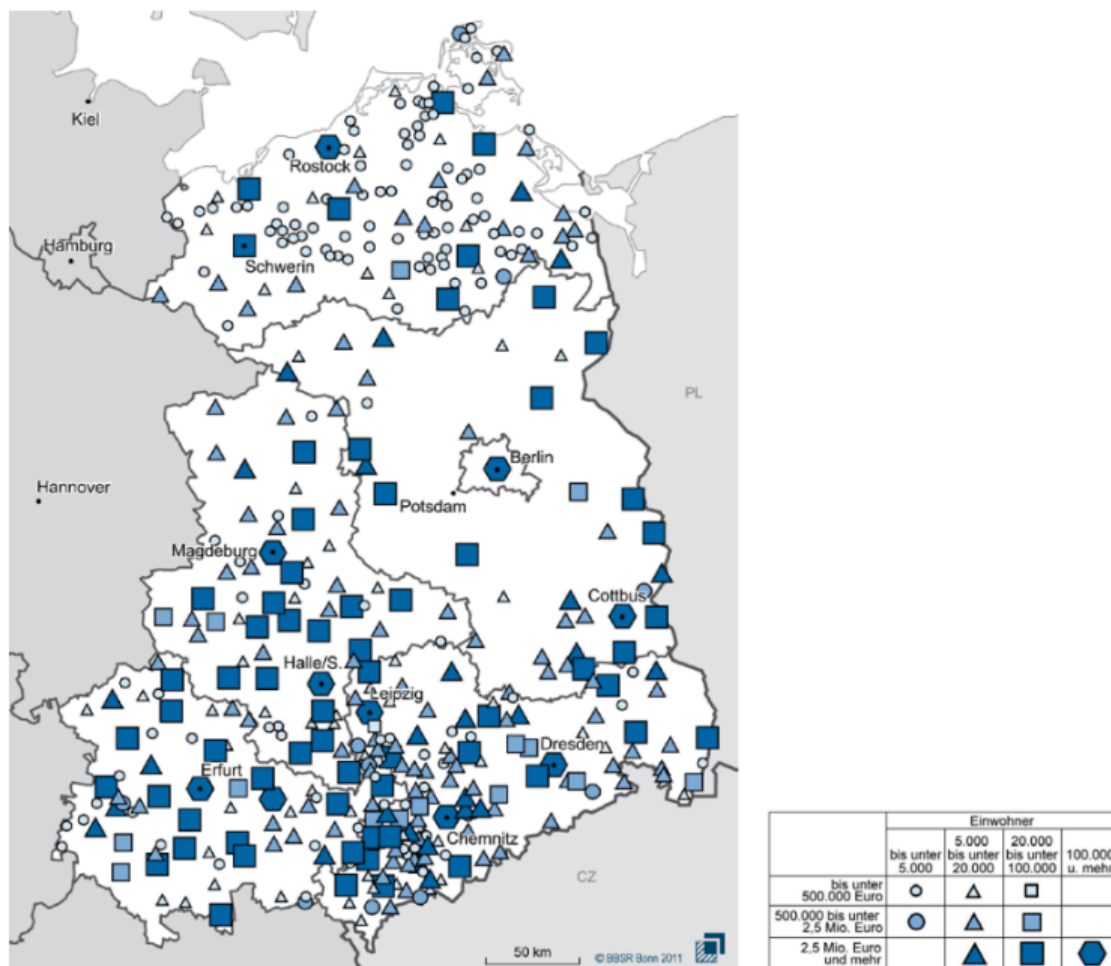 Kiel
Rostock
Hamburg
Schwerin
PL
Hannover
Berlin
Potsdam
Magdeburg
Cottbus
Halle/S.
Leipzig
Dresden
Erfurt
Chemnitz
CZ
50 km
© BBSR Bonn 2011
Einwohner
bis unter 5.000
5.000 bis unter 20.000
20.000 bis unter 100.000
100.000 u. mehr
bis unter
500.000 Euro
500.000 bis unter
2,5 Mio. Euro
2,5 Mio. Euro
und mehr